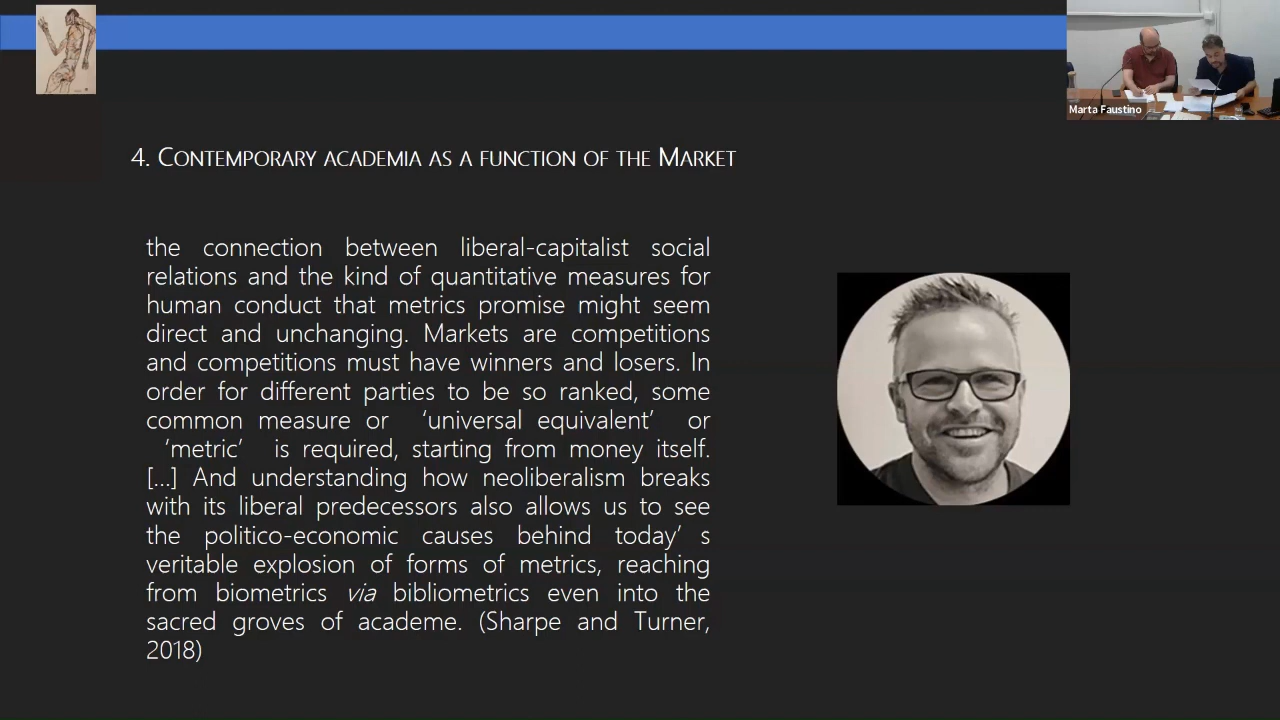 Marta Faustino
4. Contemporary academia as a function of the Market
the connection between liberal-capitalist social
relations and the kind of quantitative measures for
human conduct that metrics promise might seem
direct and unchanging. Markets are competitions
and competitions must have winners and losers. In
order for different parties to be so ranked, some
common measure or ‘universal equivalent’ or
‘metric’ is required, starting from money itself.
[...] And understanding how neoliberalism breaks
with its liberal predecessors also allows us to see
the politico-economic causes behind today’ s
veritable explosion of forms of metrics, reaching
from biometrics via bibliometrics even into the
sacred groves of academe. (Sharpe and Turner,
2018)